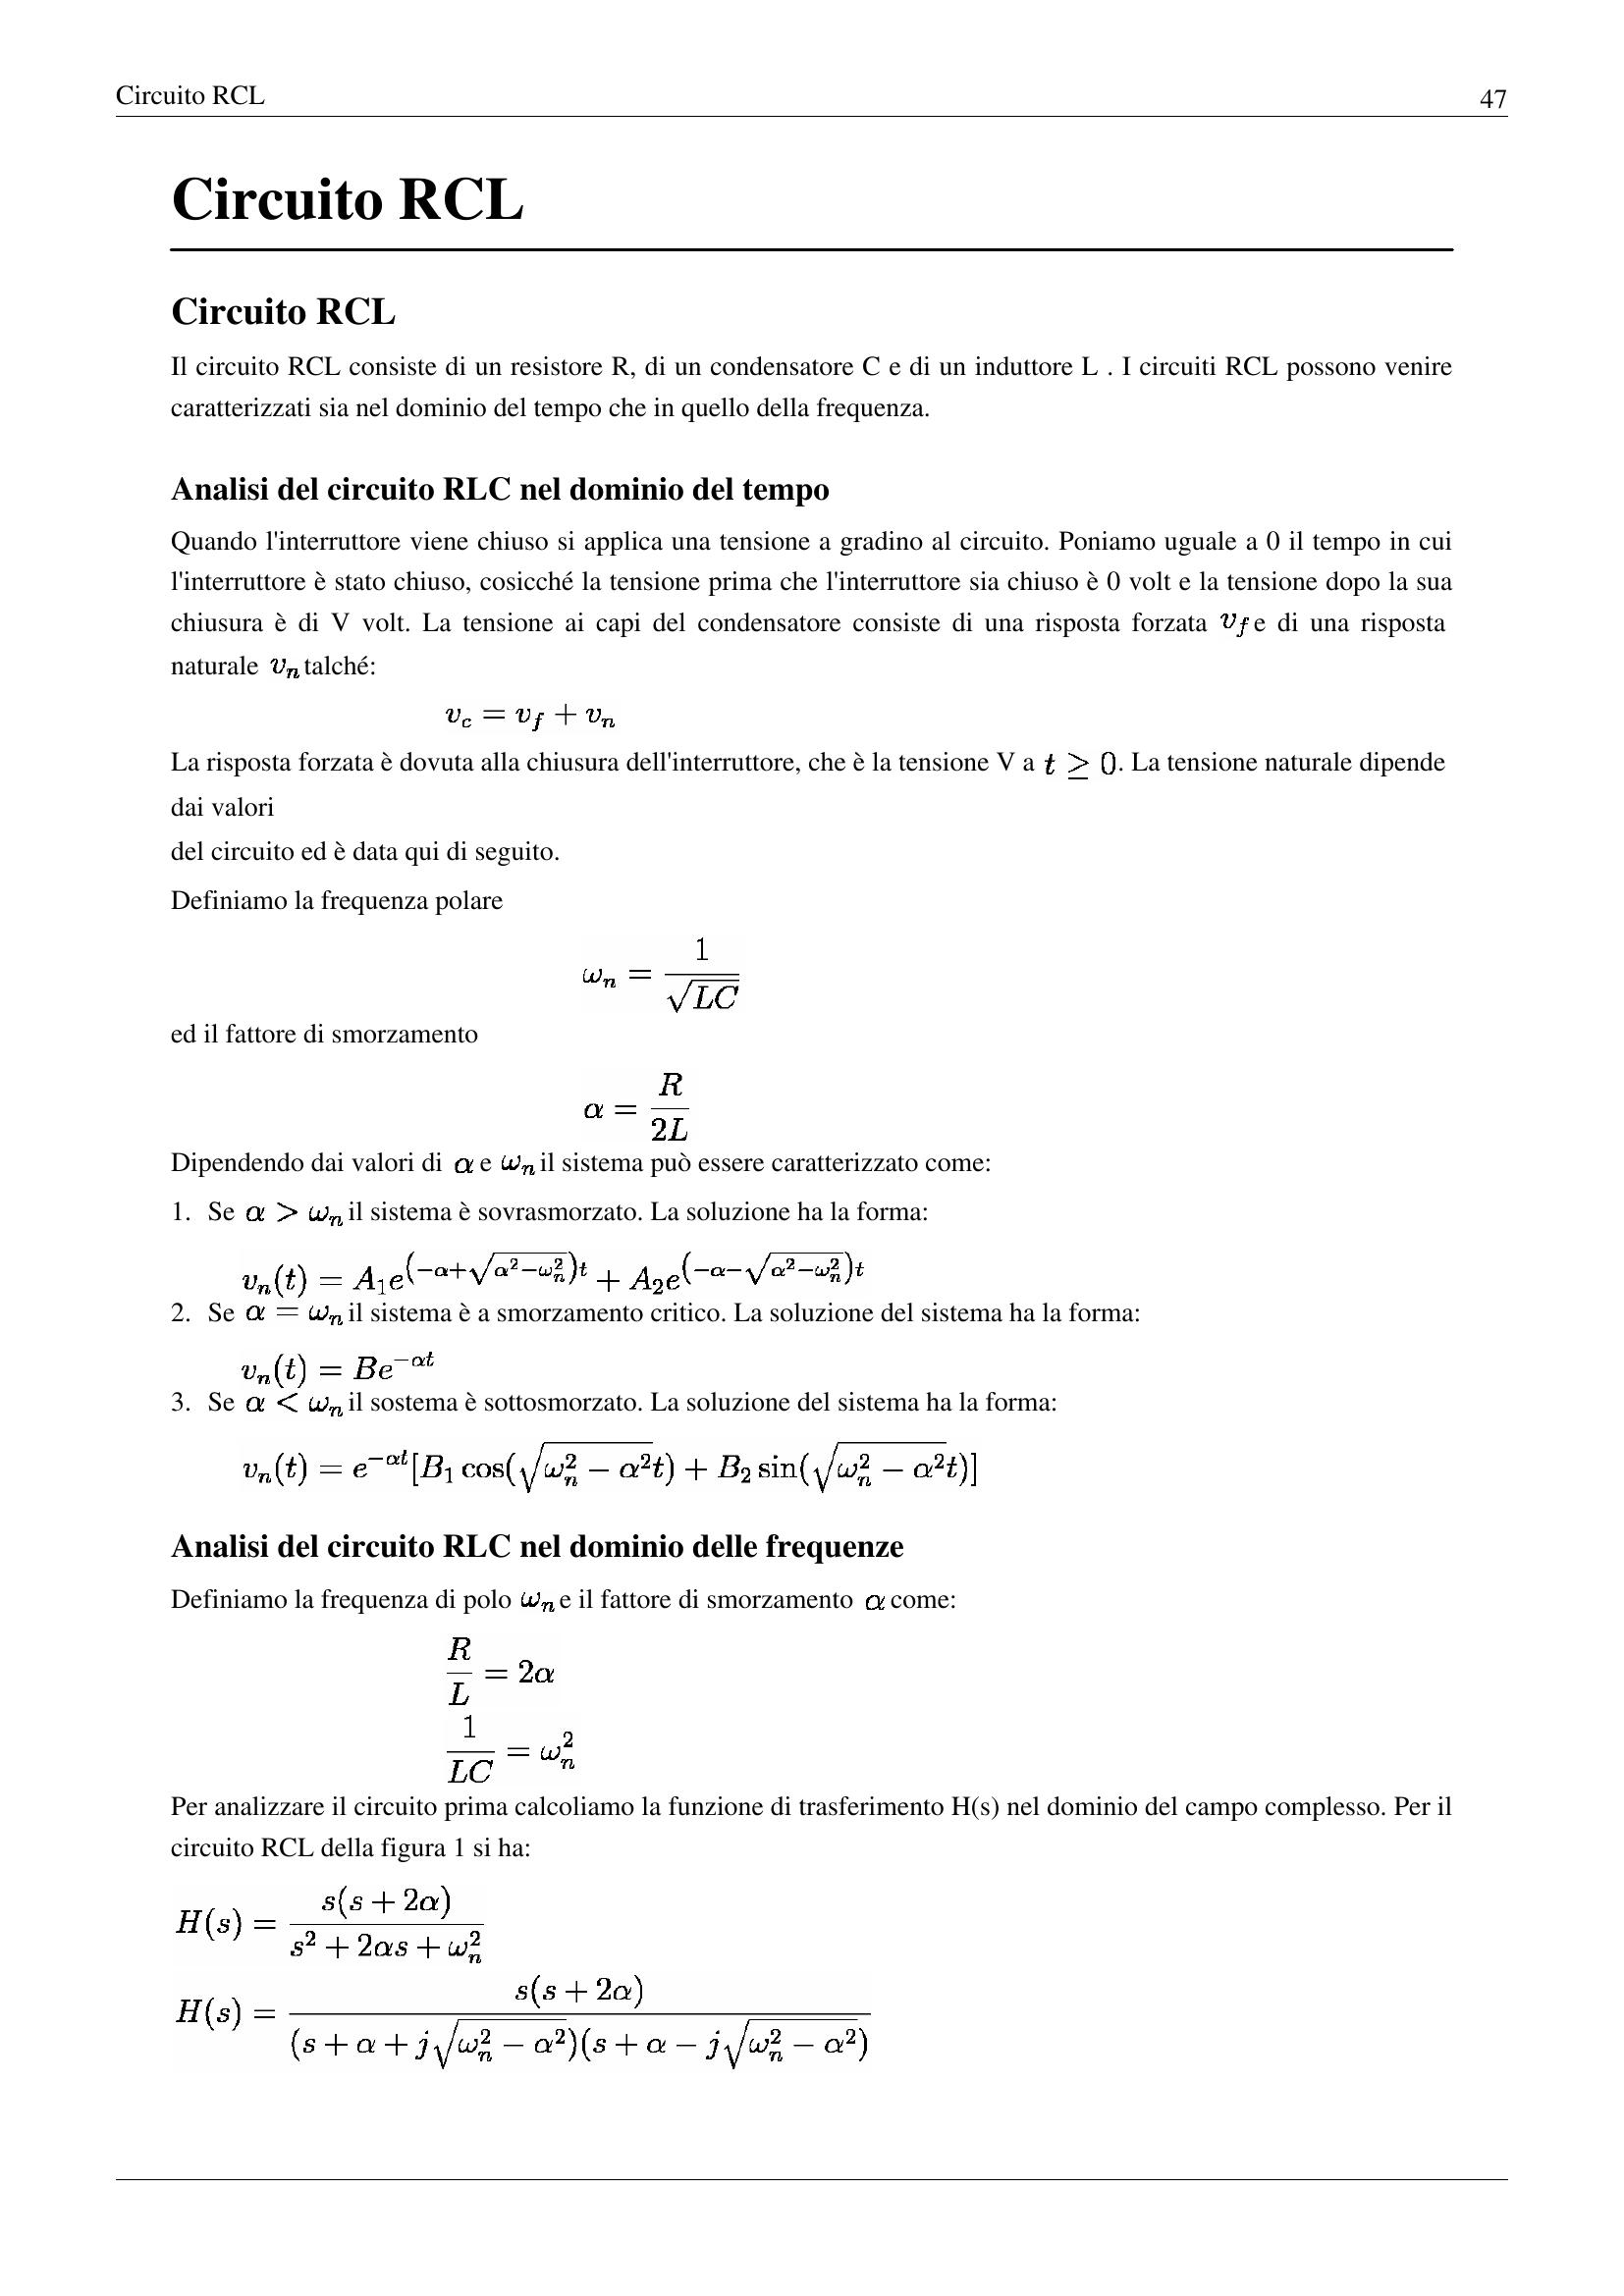 Circuito RCL 47
Circuito RCL
Circuito RCL
Il circuito RCL consiste di un resistore R, di un condensatore C e di un induttore L . I circuiti RCL possono venire
caratterizzati sia nel dominio del tempo che in quello della frequenza.
Analisi del circuito RLC nel dominio del tempo
Quando l'interruttore viene chiuso si applica una tensione a gradino al circuito. Poniamo uguale a 0 il tempo in cui
l'interruttore è stato chiuso, cosicché la tensione prima che l'interruttore sia chiuso è 0 volt e la tensione dopo la sua
chiusura è di V volt. La tensione ai capi del condensatore consiste di una risposta forzata $v_f$ e di una risposta
naturale $v_n$ talché:
$v_c = v_f + v_n$
La risposta forzata è dovuta alla chiusura dell'interruttore, che è la tensione V a $t \geq 0$. La tensione naturale dipende
dai valori
del circuito ed è data qui di seguito.
Definiamo la frequenza polare
$\omega_n = \frac{1}{\sqrt{LC}}$
ed il fattore di smorzamento
$\alpha = \frac{R}{2L}$
Dipendendo dai valori di $\alpha$ e $\omega_n$ il sistema può essere caratterizzato come:
1. Se $\alpha > \omega_n$ il sistema è sovrasmorzato. La soluzione ha la forma:
$v_n(t) = A_1 e^{(-\alpha+\sqrt{\alpha^2-\omega_n^2})t} + A_2 e^{(-\alpha-\sqrt{\alpha^2-\omega_n^2})t}$
2. Se $\alpha = \omega_n$ il sistema è a smorzamento critico. La soluzione del sistema ha la forma:
$v_n(t) = Be^{-\alpha t}$
3. Se $\alpha < \omega_n$ il sostema è sottosmorzato. La soluzione del sistema ha la forma:
$v_n(t) = e^{-\alpha t}[B_1 \cos(\sqrt{\omega_n^2 - \alpha^2}t) + B_2 \sin(\sqrt{\omega_n^2 - \alpha^2}t)]$
Analisi del circuito RLC nel dominio delle frequenze
Definiamo la frequenza di polo $\omega_n$ e il fattore di smorzamento $\alpha$ come:
$\frac{R}{L} = 2\alpha$
$\frac{1}{LC} = \omega_n^2$
Per analizzare il circuito prima calcoliamo la funzione di trasferimento H(s) nel dominio del campo complesso. Per il
circuito RCL della figura 1 si ha:
$H(s) = \frac{s(s + 2\alpha)}{s^2 + 2\alpha s + \omega_n^2}$
$H(s) = \frac{s(s + 2\alpha)}{(s + \alpha + j\sqrt{\omega_n^2 - \alpha^2})(s + \alpha - j\sqrt{\omega_n^2 - \alpha^2})}$